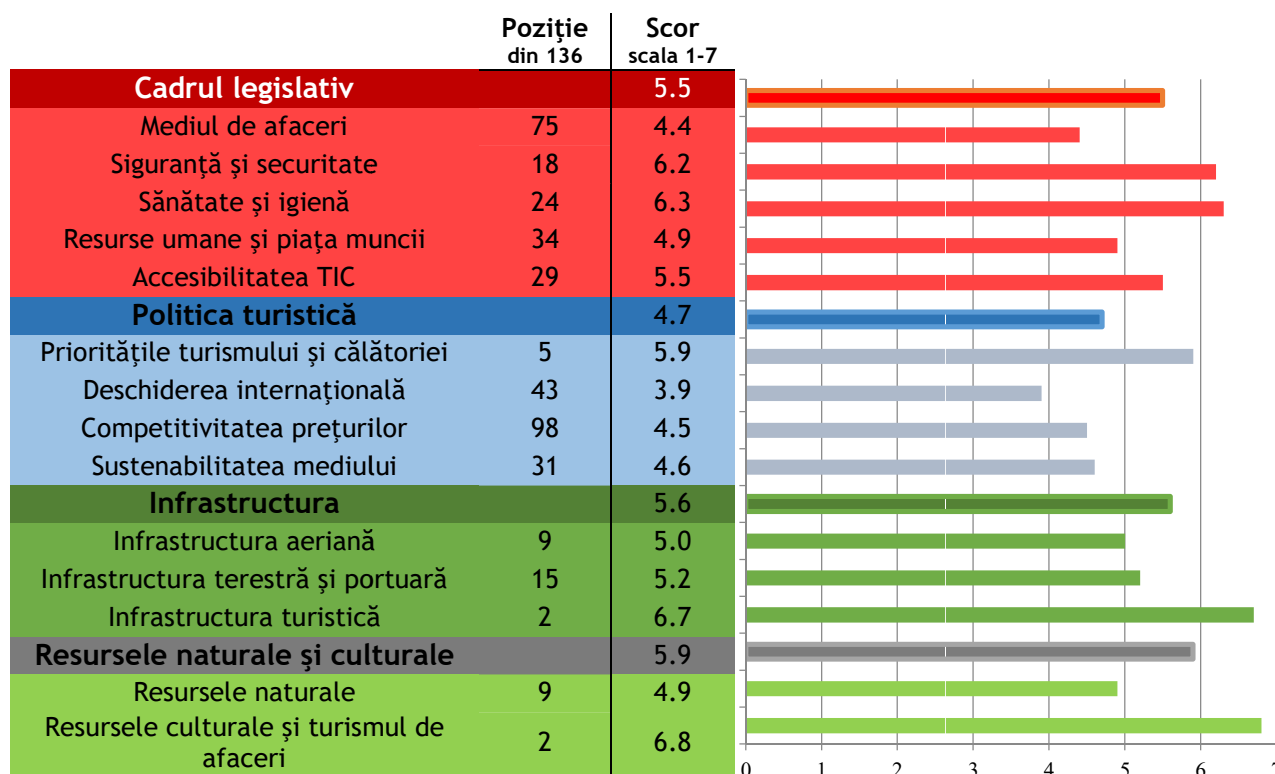 Poziţie Scor
din 136 scala 1-7
Cadrul legislativ 5.5
Mediul de afaceri 75 4.4
Siguranţă şi securitate 18 6.2
Sănătate şi igienă 24 6.3
Resurse umane şi piaţa muncii 34 4.9
Accesibilitatea TIC 29 5.5
Politica turistică 4.7
Priorităţile turismului şi călătoriei 5 5.9
Deschiderea internaţională 43 3.9
Competitivitatea preţurilor 98 4.5
Sustenabilitatea mediului 31 4.6
Infrastructura 5.6
Infrastructura aeriană 9 5.0
Infrastructura terestră şi portuară 15 5.2
Infrastructura turistică 2 6.7
Resursele naturale şi culturale 5.9
Resursele naturale 9 4.9
Resursele culturale şi turismul de
afaceri 2 6.8
0 1 2 3 4 5 6 7